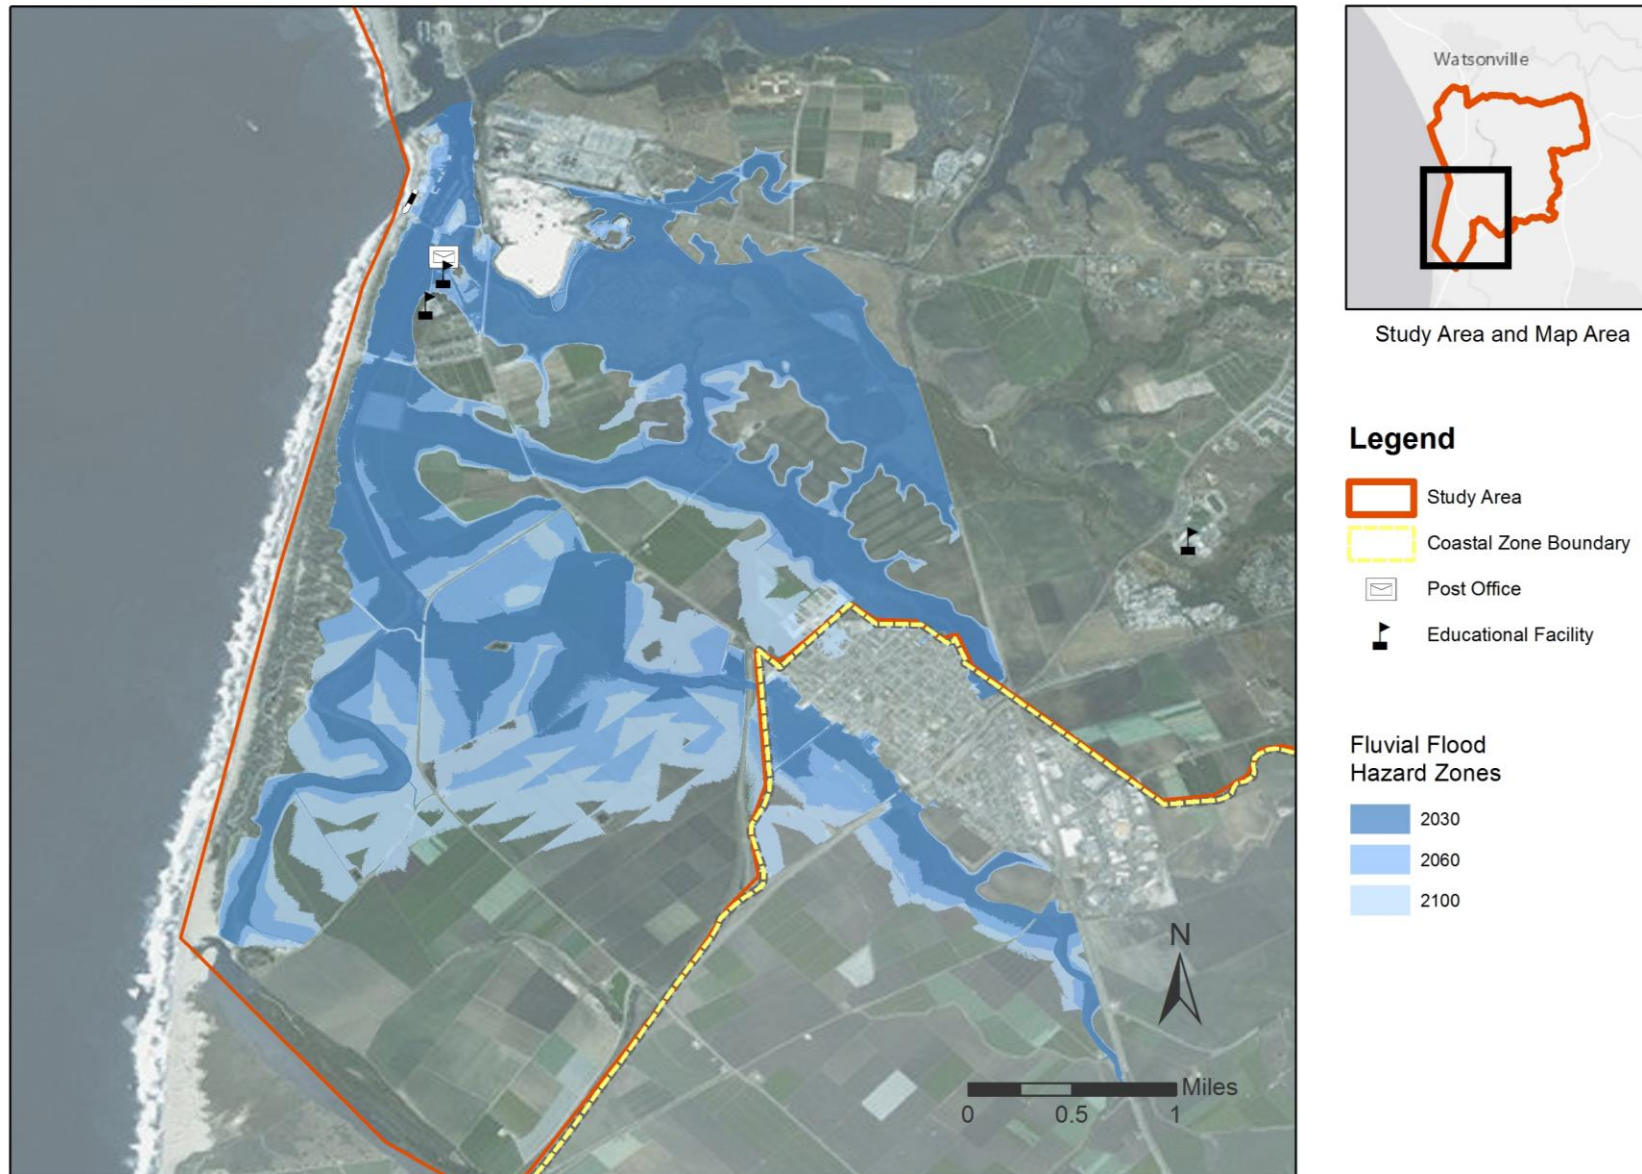 Watsonville
Study Area and Map Area
Legend
Study Area
Coastal Zone Boundary
Post Office
Educational Facility
Fluvial Flood
Hazard Zones
2030
2060
2100
N
Miles
0 0.5 1